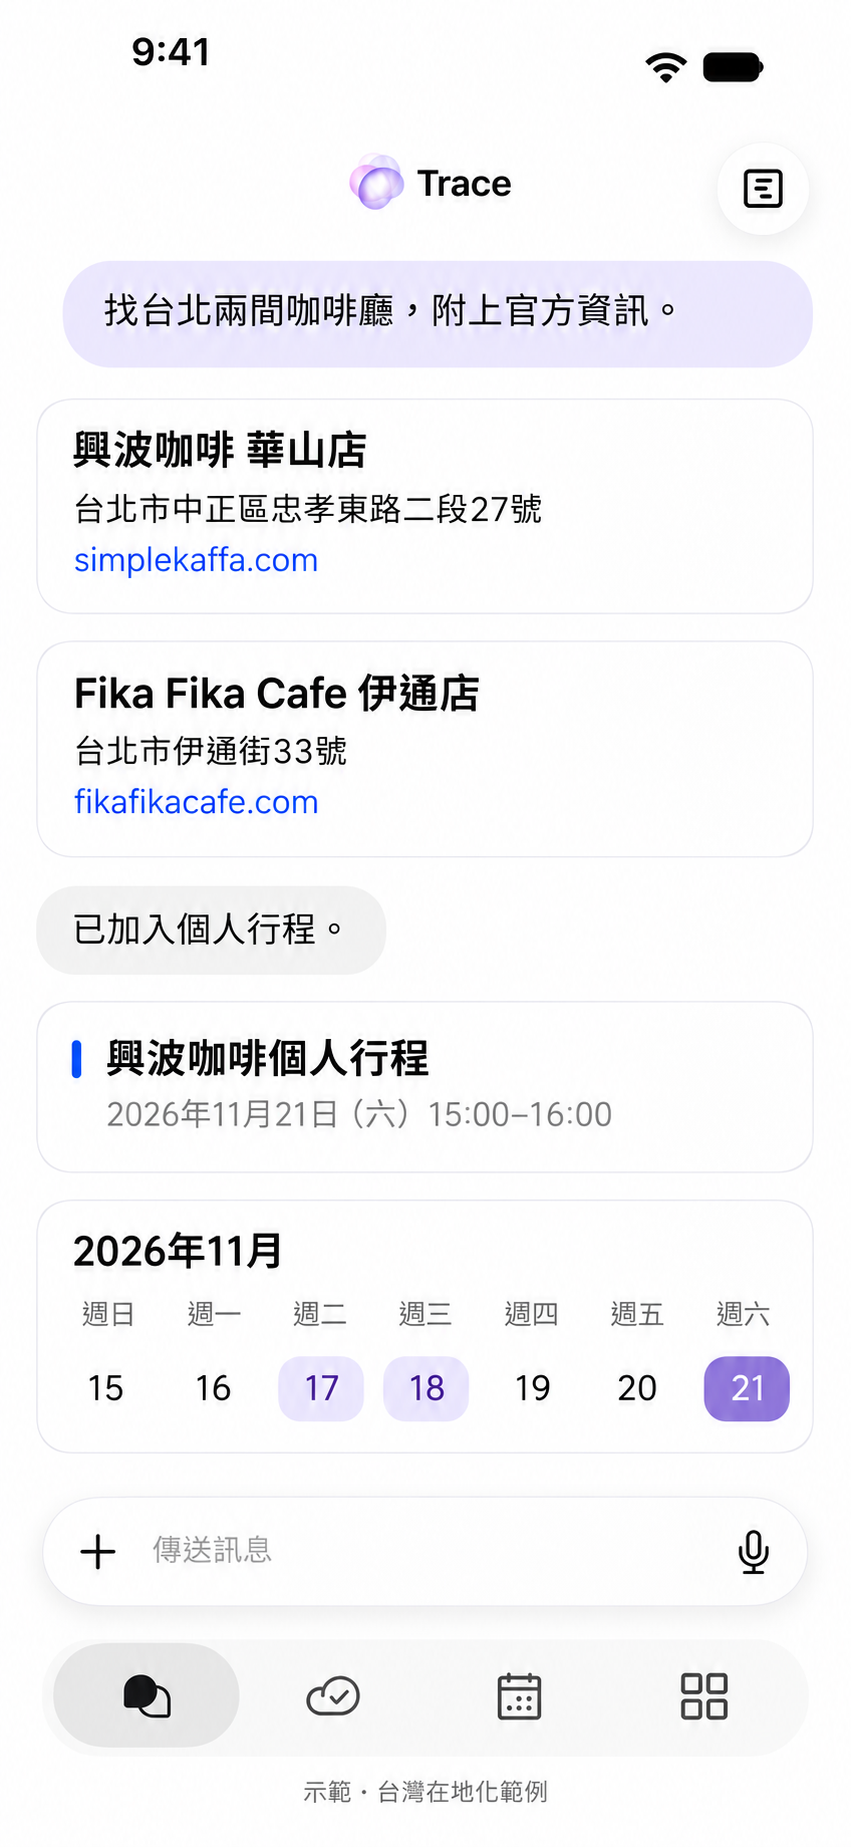 9:41
Trace
找台北兩間咖啡廳，附上官方資訊。
興波咖啡 華山店
台北市中正區忠孝東路二段27號
simplekaffa.com
Fika Fika Cafe 伊通店
台北市伊通街33號
fikafikacafe.com
已加入個人行程。
興波咖啡個人行程
2026年11月21日（六）15:00–16:00
2026年11月
週日 週一 週二 週三 週四 週五 週六
15 16 17 18 19 20 21
傳送訊息
示範・台灣在地化範例